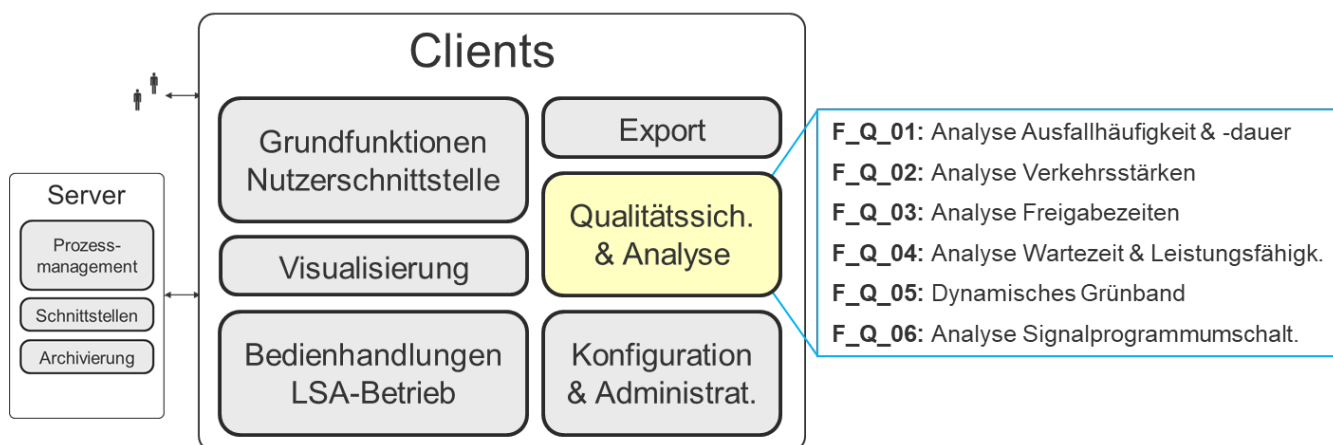 Clients
Grundfunktionen
Nutzerschnittstelle
Export
Qualitätssich.
& Analyse
Visualisierung
Bedienhandlungen
LSA-Betrieb
Konfiguration
& Administrat.
Server
Prozess-
management
Schnittstellen
Archivierung
F_Q_01: Analyse Ausfallhäufigkeit & -dauer
F_Q_02: Analyse Verkehrsstärken
F_Q_03: Analyse Freigabezeiten
F_Q_04: Analyse Wartezeit & Leistungsfähigk.
F_Q_05: Dynamisches Grünband
F_Q_06: Analyse Signalprogrammumschalt.